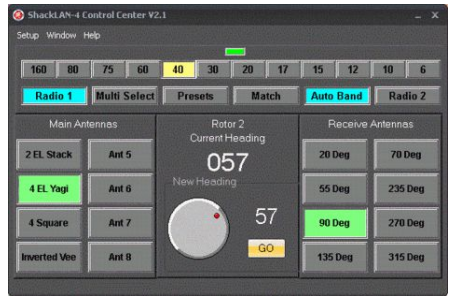 ShackLAN-4 Control Center V2.1
Setup Window Help
160 80 75 60 40 30 20 17 15 12 10 6
Radio 1 Multi Select Presets Match Auto Band Radio 2
Main Antennas Rotor 2 Receive Antennas
Current Heading
057
2 EL Stack Ant 5 20 Deg 70 Deg
New Heading
4 EL Yagi Ant 6 55 Deg 235 Deg
57
4 Square Ant 7 90 Deg 270 Deg
GO
Inverted Vee Ant 8 135 Deg 315 Deg